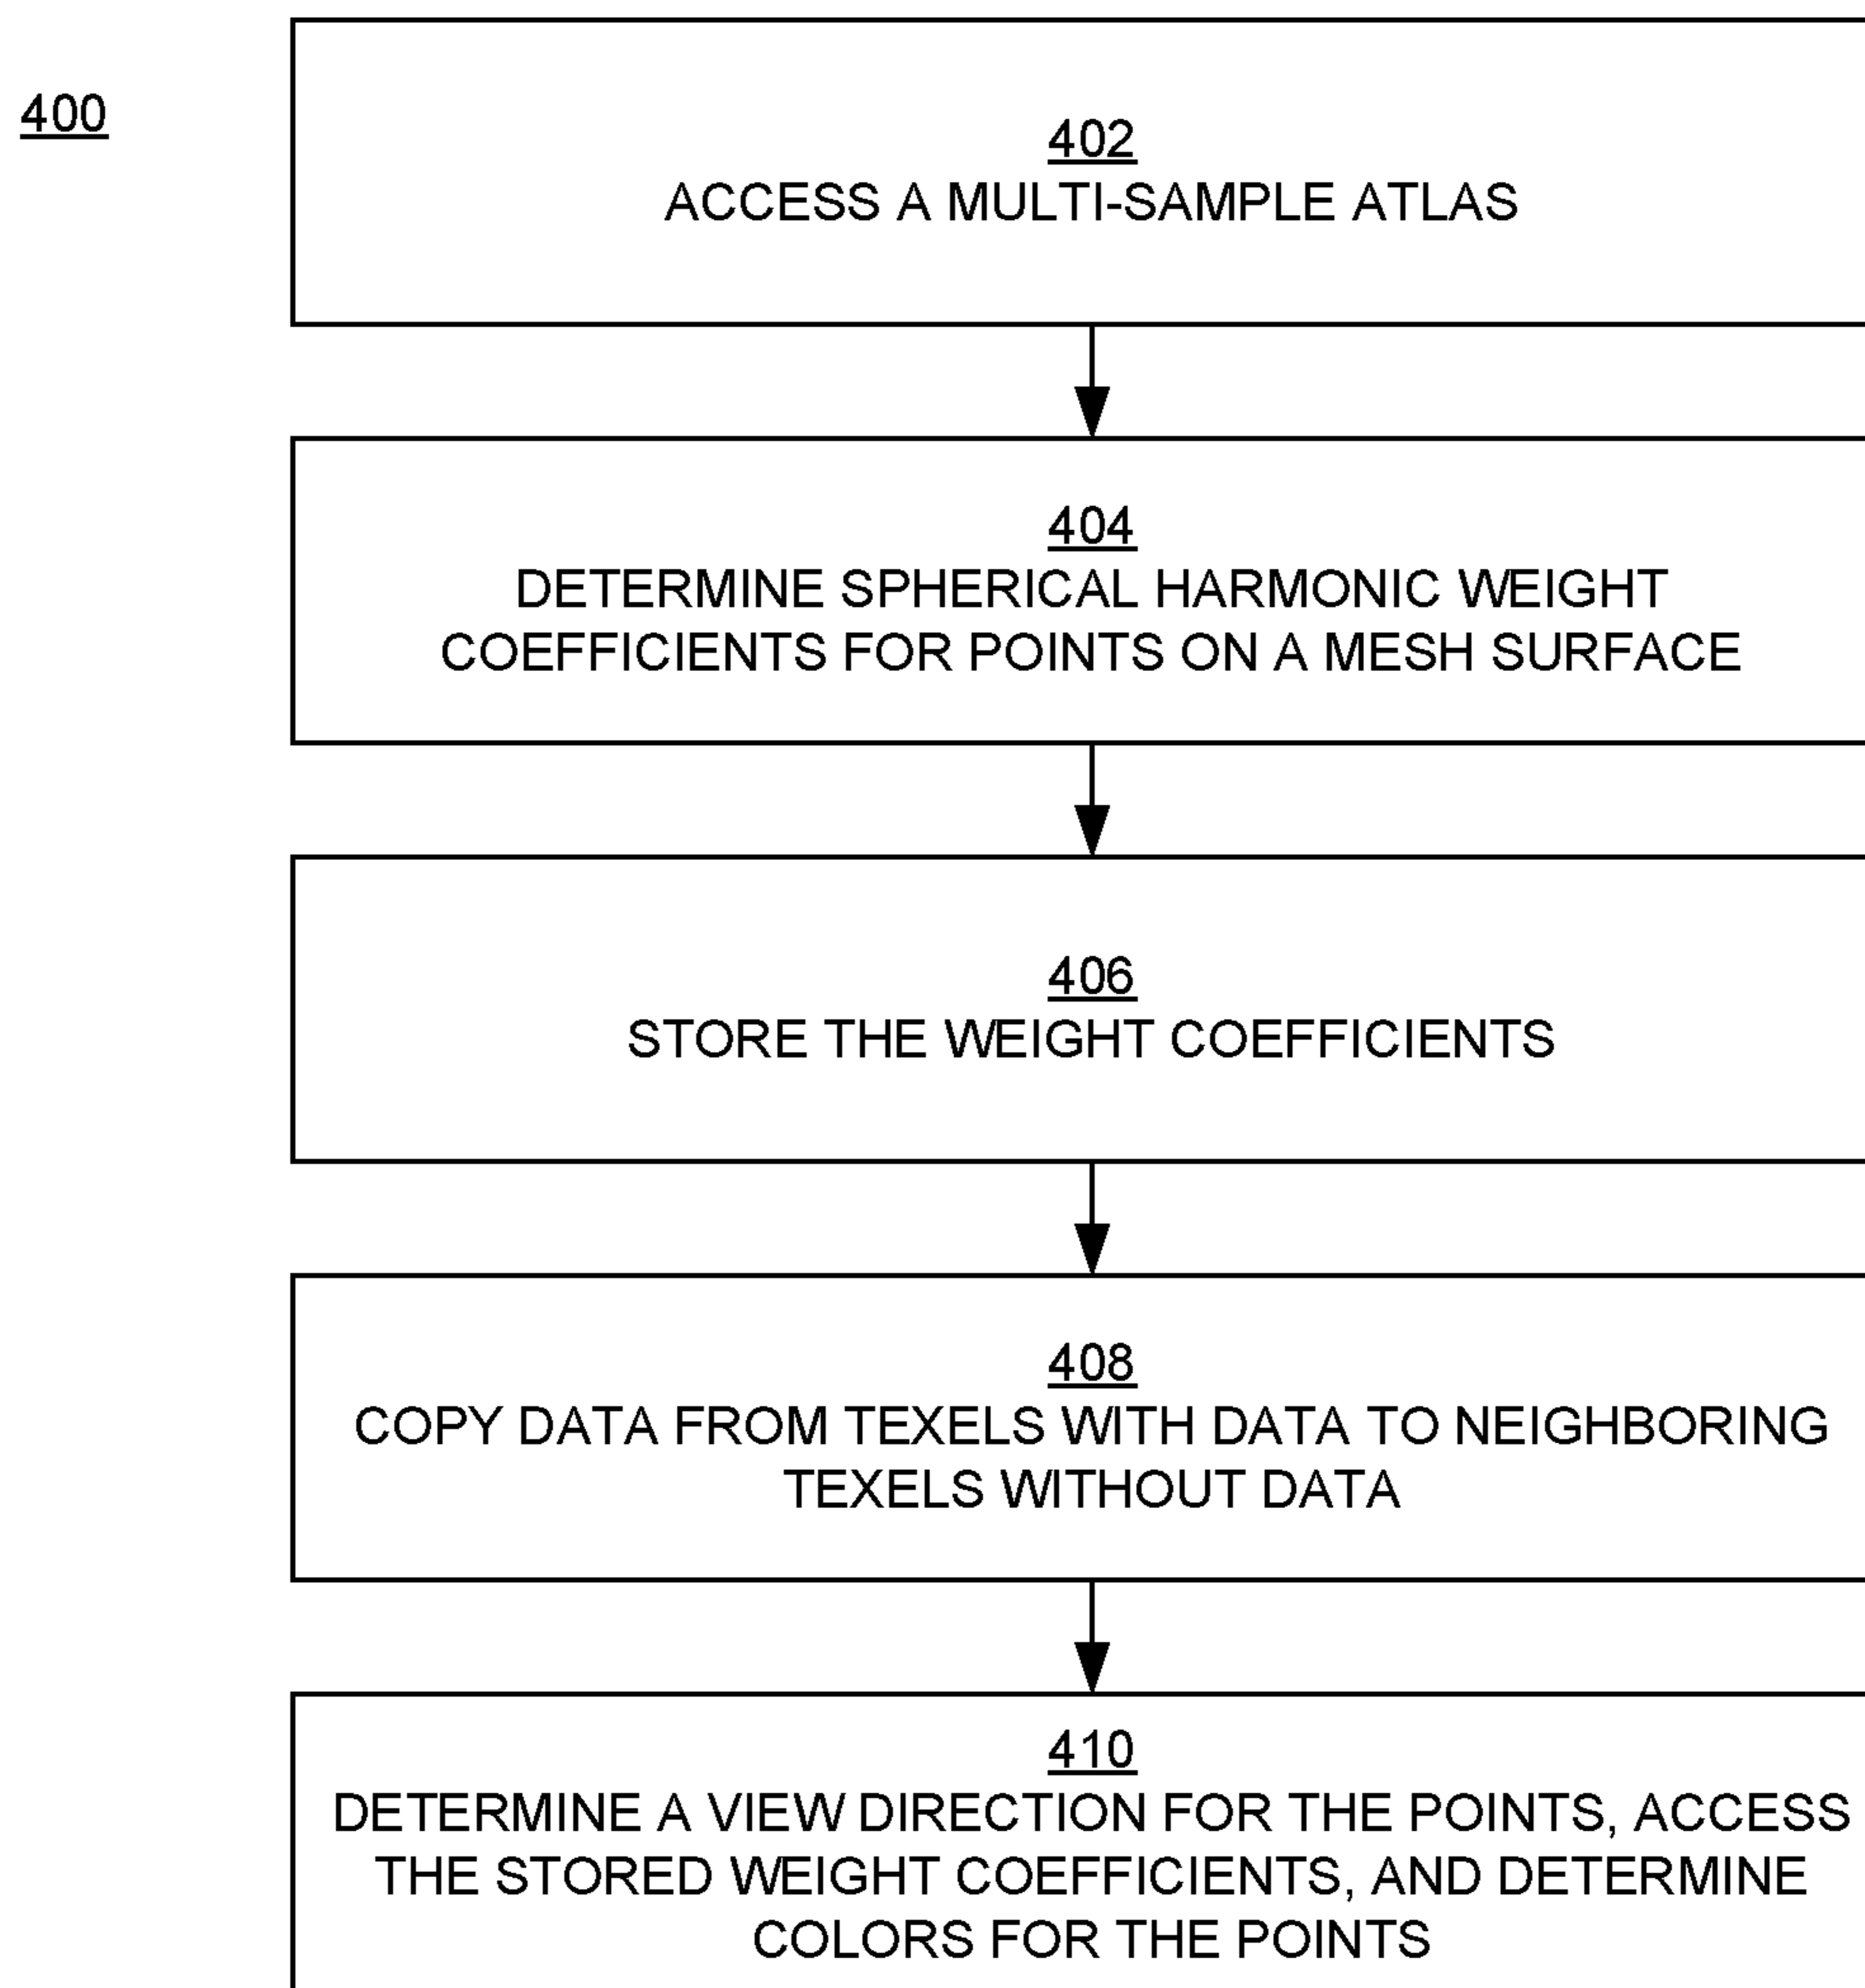 400
402
ACCESS A MULTI-SAMPLE ATLAS
404
DETERMINE SPHERICAL HARMONIC WEIGHT
COEFFICIENTS FOR POINTS ON A MESH SURFACE
406
STORE THE WEIGHT COEFFICIENTS
408
COPY DATA FROM TEXELS WITH DATA TO NEIGHBORING
TEXELS WITHOUT DATA
410
DETERMINE A VIEW DIRECTION FOR THE POINTS, ACCESS
THE STORED WEIGHT COEFFICIENTS, AND DETERMINE
COLORS FOR THE POINTS